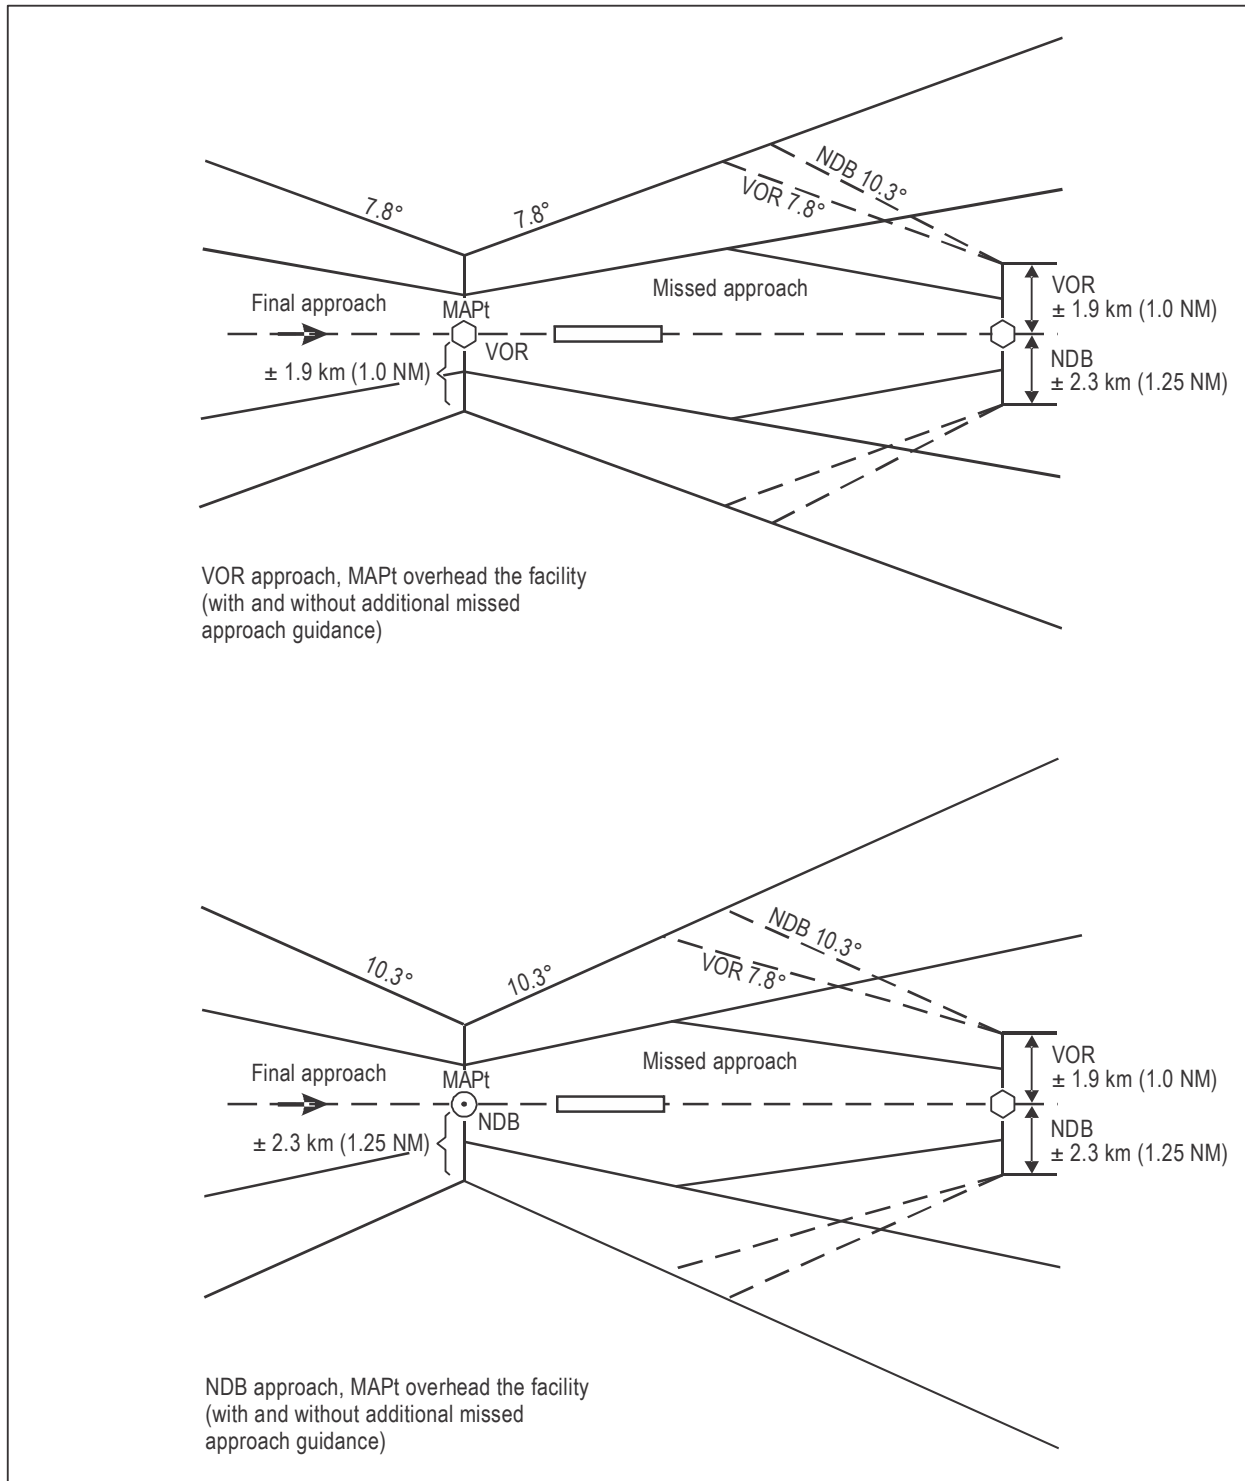 7.8°
7.8°
NDB 10.3°
VOR 7.8°
Final approach
MAPt
Missed approach
VOR
± 1.9 km (1.0 NM)
VOR
± 1.9 km (1.0 NM)
NDB
± 2.3 km (1.25 NM)
VOR approach, MAPt overhead the facility
(with and without additional missed
approach guidance)
10.3°
10.3°
NDB 10.3°
VOR 7.8°
Final approach
MAPt
Missed approach
VOR
± 1.9 km (1.0 NM)
NDB
± 2.3 km (1.25 NM)
NDB
± 2.3 km (1.25 NM)
NDB approach, MAPt overhead the facility
(with and without additional missed
approach guidance)